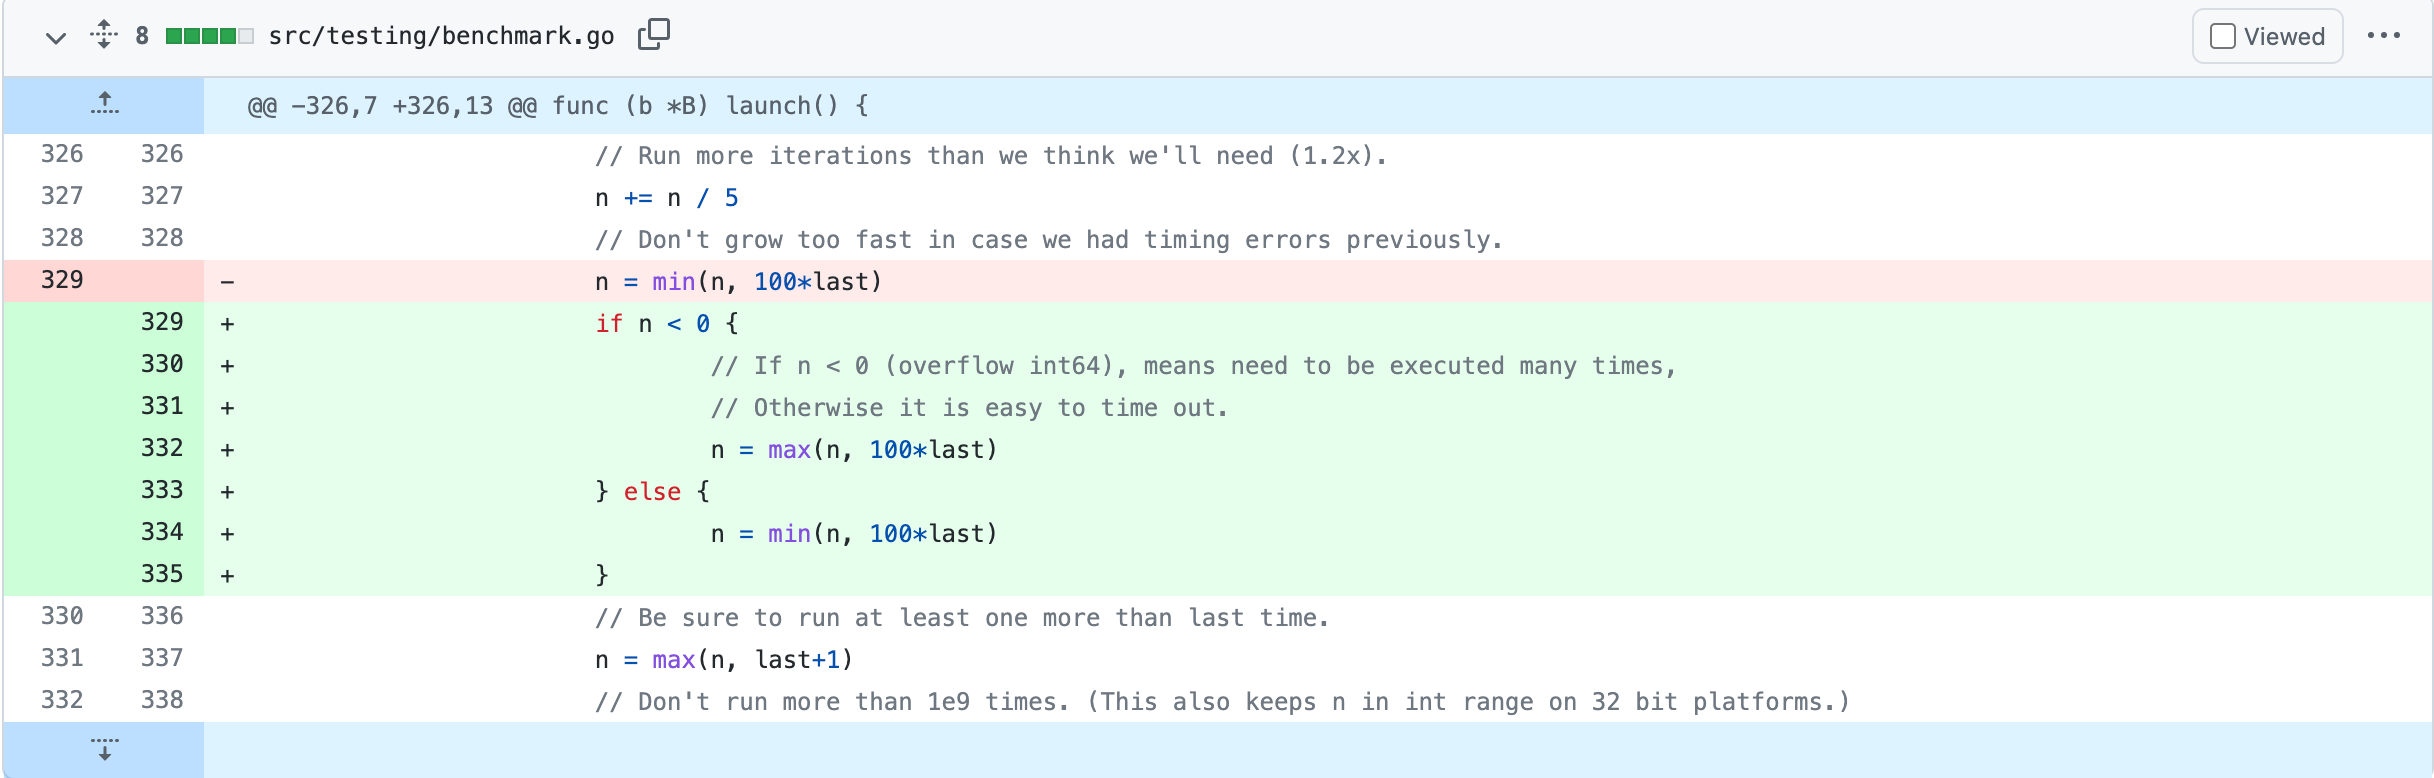 8 src/testing/benchmark.go Viewed
@@ -326,7 +326,13 @@ func (b *B) launch() {
326 326 // Run more iterations than we think we'll need (1.2x).
327 327 n += n / 5
328 328 // Don't grow too fast in case we had timing errors previously.
329 - n = min(n, 100*last)
329 + if n < 0 {
330 + // If n < 0 (overflow int64), means need to be executed many times,
331 + // Otherwise it is easy to time out.
332 + n = max(n, 100*last)
333 + } else {
334 + n = min(n, 100*last)
335 + }
330 336 // Be sure to run at least one more than last time.
331 337 n = max(n, last+1)
332 338 // Don't run more than 1e9 times. (This also keeps n in int range on 32 bit platforms.)